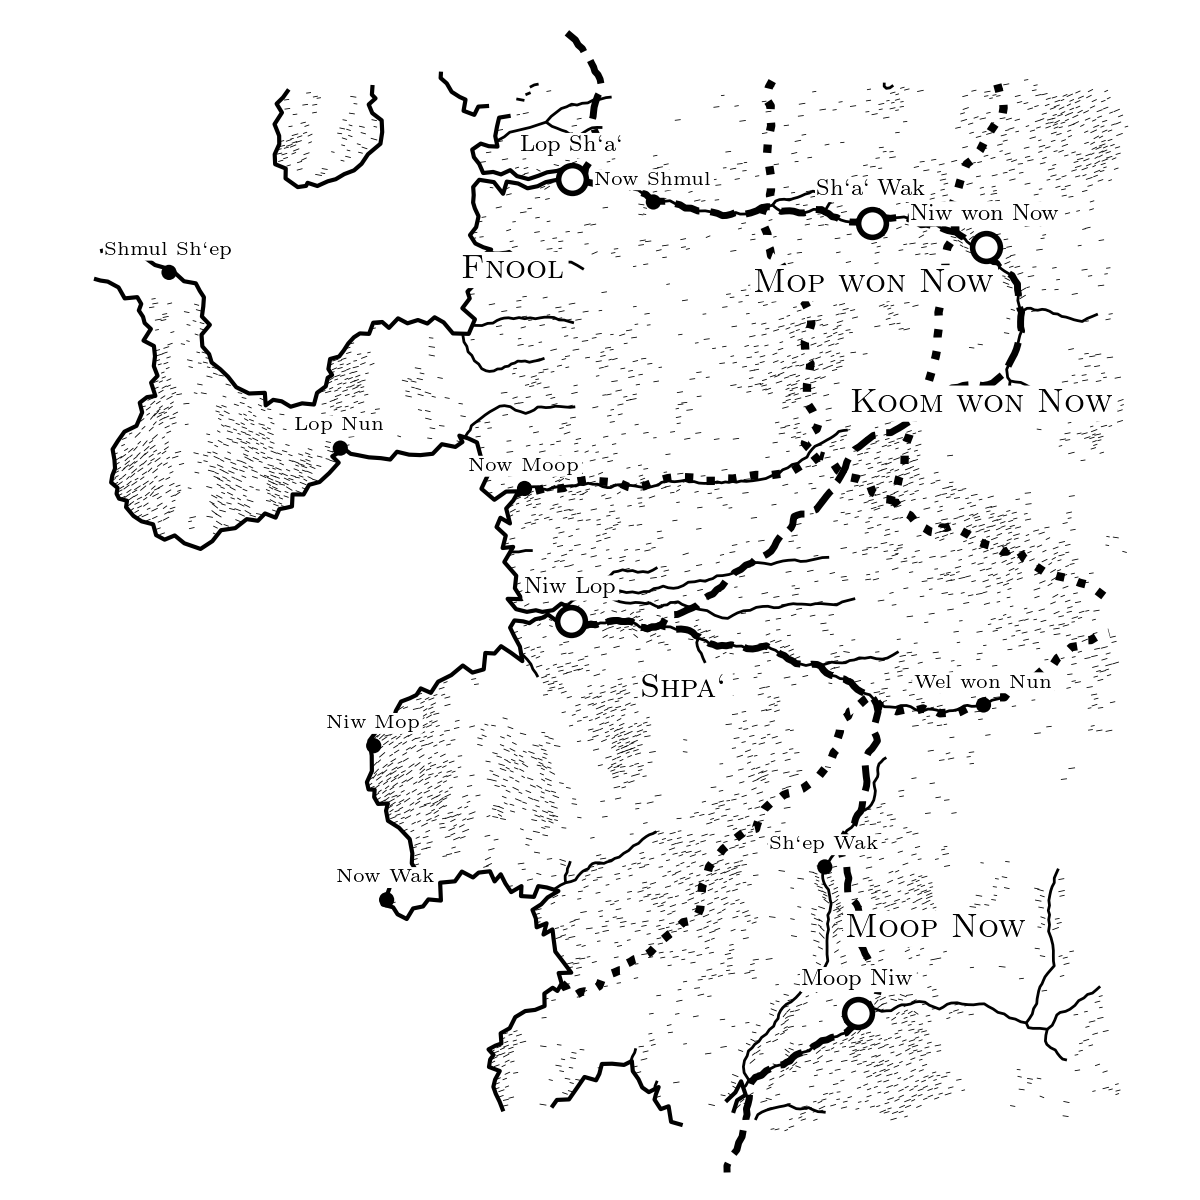 Lop Sh‘a‘
Now Shmul
Sh‘a‘ Wak
Niw won Now
Shmul Sh‘ep
Fnool
Mop won Now
Koom won Now
Lop Nun
Now Moop
Niw Lop
Shpa‘
Wel won Nun
Niw Mop
Sh‘ep Wak
Now Wak
Moop Now
Moop Niw